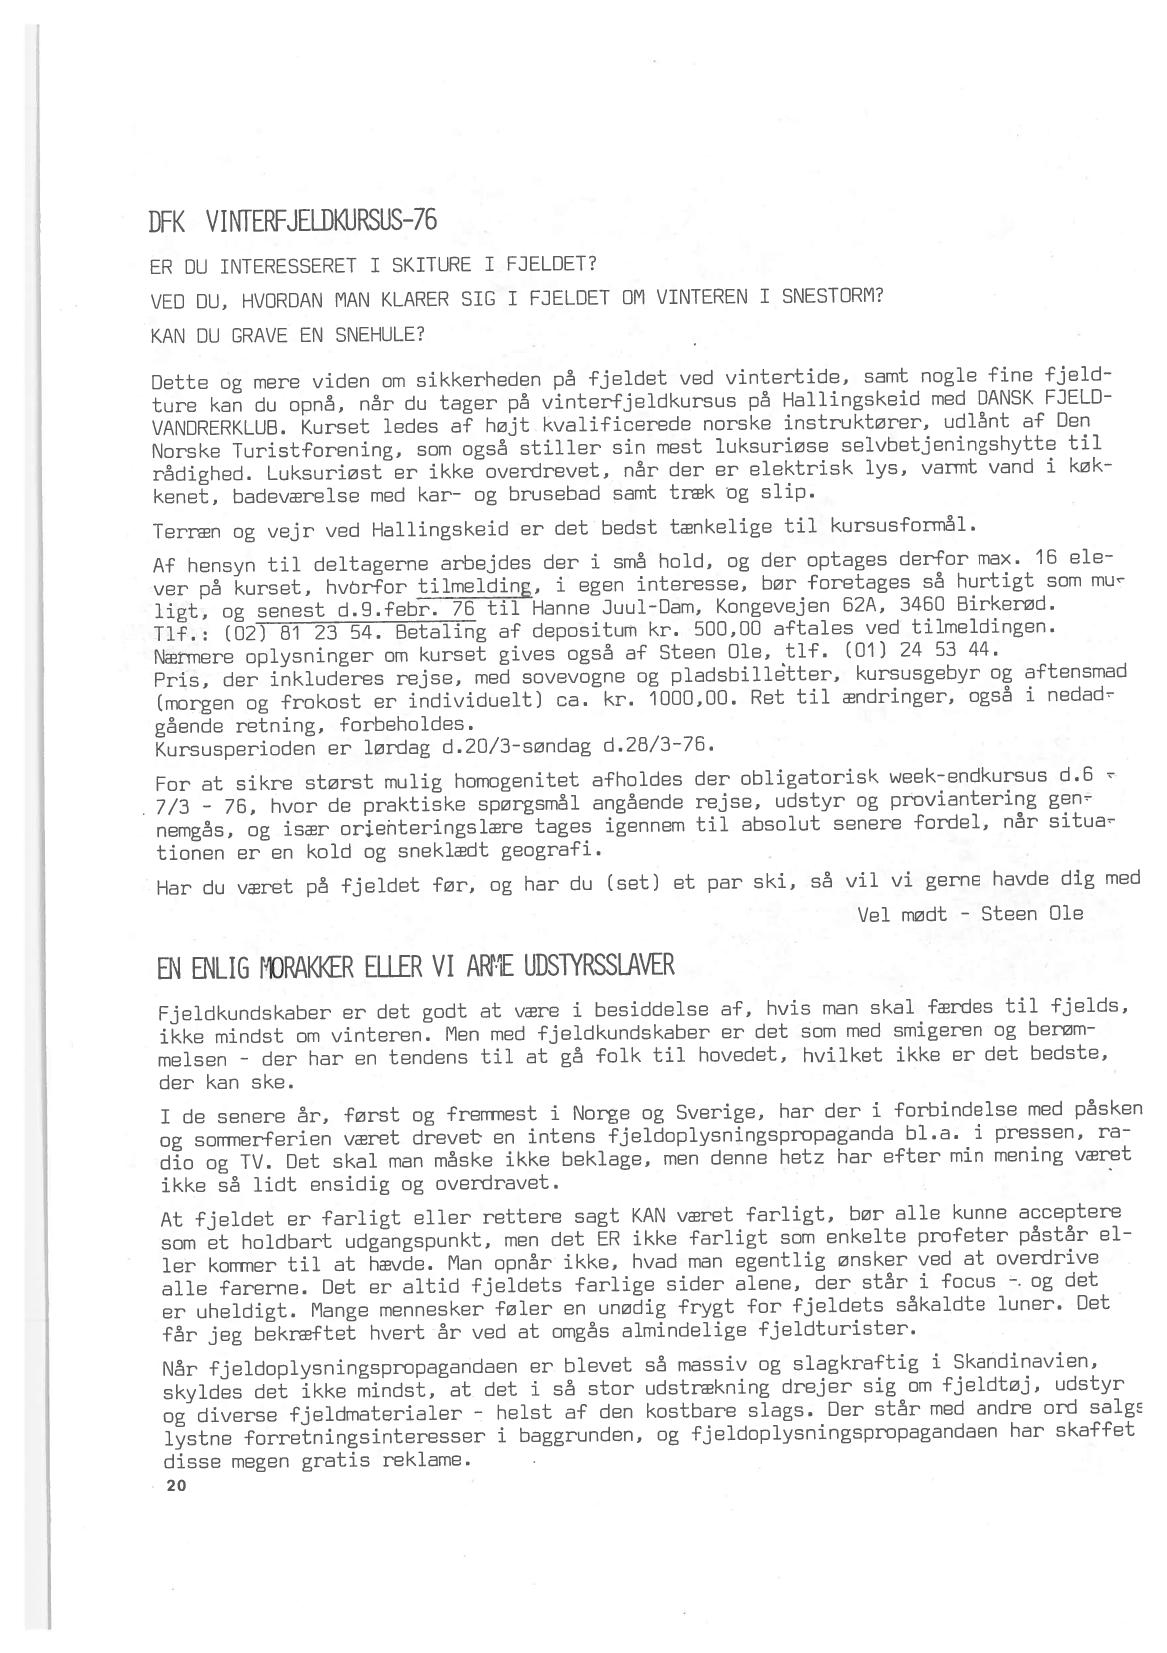 DFK VINTERFJELDKURSUS-76
ER DU INTERESSERET I SKITURE I FJELDET?
VED DU, HVORDAN MAN KLARER SIG I FJELDET OM VINTEREN I SNESTORM?
KAN DU GRAVE EN SNEHULE?
Dette og mere viden om sikkerheden på fjeldet ved vintertide, samt nogle fine fjeld-
ture kan du opnå, når du tager på vinterfjeldkursus på Hallingskeid med DANSK FJELD-
VANDRERKLUB. Kurset ledes af højt kvalificerede norske instruktører, udlånt af Den
Norske Turistforening, som også stiller sin mest luksuriøse selvbetjeningshytte til
rådighed. Luksuriøst er ikke overdrevet, når der er elektrisk lys, varmt vand i køk-
kenet, badeværelse med kar- og brusebad samt træk og slip.
Terræn og vejr ved Hallingskeid er det bedst tænkelige til kursusformål.
Af hensyn til deltagerne arbejdes der i små hold, og der optages derfor max. 16 ele-
ver på kurset, hvorfor tilmelding, i egen interesse, bør foretages så hurtigt som mu-
ligt, og senest d.9.febr. 76 til Hanne Juul-Dam, Kongevejen 62A, 3460 Birkerød.
Tlf.: (02) 81 23 54. Betaling af depositum kr. 500,00 aftales ved tilmeldingen.
Nærmere oplysninger om kurset gives også af Steen Ole, tlf. (01) 24 53 44.
Pris, der inkluderes rejse, med sovevogne og pladsbilletter, kursusgebyr og aftensmad
(morgen og frokost er individuelt) ca. kr. 1000,00. Ret til ændringer, også i nedad-
gående retning, forbeholdes.
Kursusperioden er lørdag d.20/3-søndag d.28/3-76.
For at sikre størst mulig homogenitet afholdes der obligatorisk week-endkursus d.6 -
7/3 - 76, hvor de praktiske spørgsmål angående rejse, udstyr og proviantering gen-
nemgås, og især orienteringslære tages igennem til absolut senere fordel, når situa-
tionen er en kold og sneklædt geografi.
Har du været på fjeldet før, og har du (set) et par ski, så vil vi gerne havde dig med
Vel mødt - Steen Ole
EN ENLIG MORAKKER ELLER VI ARME UDSTYRSSLAVER
Fjeldkundskaber er det godt at være i besiddelse af, hvis man skal færdes til fjelds,
ikke mindst om vinteren. Men med fjeldkundskaber er det som med smigeren og berøm-
melsen - der har en tendens til at gå folk til hovedet, hvilket ikke er det bedste,
der kan ske.
I de senere år, først og fremmest i Norge og Sverige, har der i forbindelse med påsken
og sommerferien været drevet en intens fjeldoplysningspropaganda bl.a. i pressen, ra-
dio og TV. Det skal man måske ikke beklage, men denne hetz har efter min mening været
ikke så lidt ensidig og overdravet.
At fjeldet er farligt eller rettere sagt KAN været farligt, bør alle kunne acceptere
som et holdbart udgangspunkt, men det ER ikke farligt som enkelte profeter påstår el-
ler kommer til at hævde. Man opnår ikke, hvad man egentlig ønsker ved at overdrive
alle farerne. Det er altid fjeldets farlige sider alene, der står i focus - og det
er uheldigt. Mange mennesker føler en unødig frygt for fjeldets såkaldte luner. Det
får jeg bekræftet hvert år ved at omgås almindelige fjeldturister.
Når fjeldoplysningspropagandaen er blevet så massiv og slagkraftig i Skandinavien,
skyldes det ikke mindst, at det i så stor udstrækning drejer sig om fjeldtøj, udstyr
og diverse fjeldmaterialer - helst af den kostbare slags. Der står med andre ord salgs
lystne forretningsinteresser i baggrunden, og fjeldoplysningspropagandaen har skaffet
disse megen gratis reklame.
20